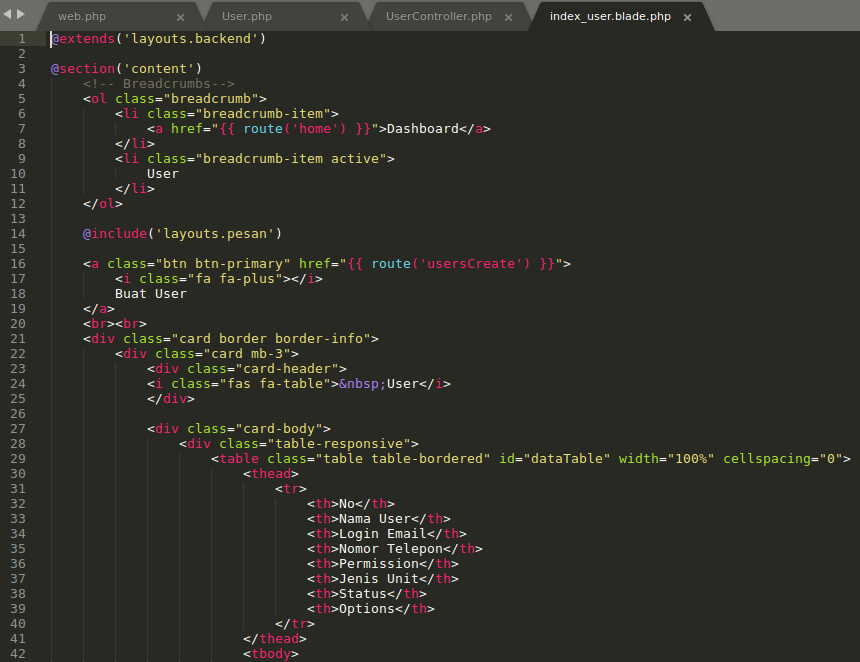 web.php × User.php × UserController.php × index_user.blade.php ×
1 @extends('layouts.backend')
2
3 @section('content')
4     <!-- Breadcrumbs-->
5     <ol class="breadcrumb">
6         <li class="breadcrumb-item">
7             <a href="{{ route('home') }}">Dashboard</a>
8         </li>
9         <li class="breadcrumb-item active">
10             User
11         </li>
12     </ol>
13
14     @include('layouts.pesan')
15
16     <a class="btn btn-primary" href="{{ route('usersCreate') }}">
17         <i class="fa fa-plus"></i>
18         Buat User
19     </a>
20     <br><br>
21     <div class="card border border-info">
22         <div class="card mb-3">
23             <div class="card-header">
24             <i class="fas fa-table">&nbsp;User</i>
25             </div>
26
27             <div class="card-body">
28                 <div class="table-responsive">
29                     <table class="table table-bordered" id="dataTable" width="100%" cellspacing="0">
30                         <thead>
31                             <tr>
32                                 <th>No</th>
33                                 <th>Nama User</th>
34                                 <th>Login Email</th>
35                                 <th>Nomor Telepon</th>
36                                 <th>Permission</th>
37                                 <th>Jenis Unit</th>
38                                 <th>Status</th>
39                                 <th>Options</th>
40                             </tr>
41                         </thead>
42                         <tbody>